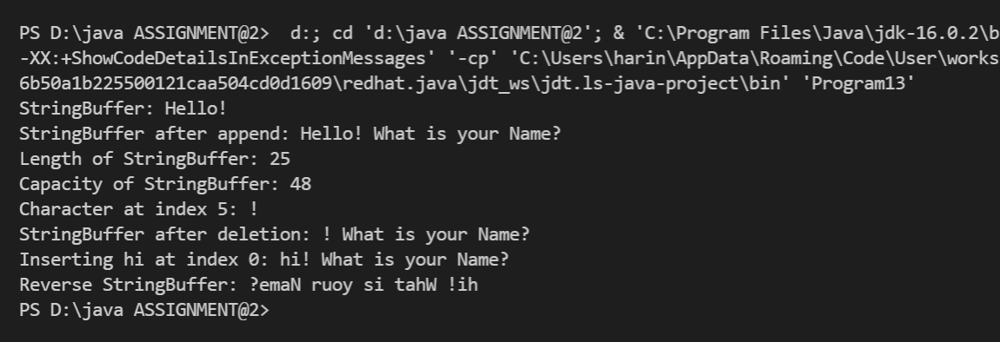 PS D:\java ASSIGNMENT@2>  d:; cd 'd:\java ASSIGNMENT@2'; & 'C:\Program Files\Java\jdk-16.0.2\b
-XX:+ShowCodeDetailsInExceptionMessages' '-cp' 'C:\Users\harin\AppData\Roaming\Code\User\works
6b50a1b225500121caa504cd0d1609\redhat.java\jdt_ws\jdt.ls-java-project\bin' 'Program13'
StringBuffer: Hello!
StringBuffer after append: Hello! What is your Name?
Length of StringBuffer: 25
Capacity of StringBuffer: 48
Character at index 5: !
StringBuffer after deletion: ! What is your Name?
Inserting hi at index 0: hi! What is your Name?
Reverse StringBuffer: ?emaN ruoy si tahW !ih
PS D:\java ASSIGNMENT@2>